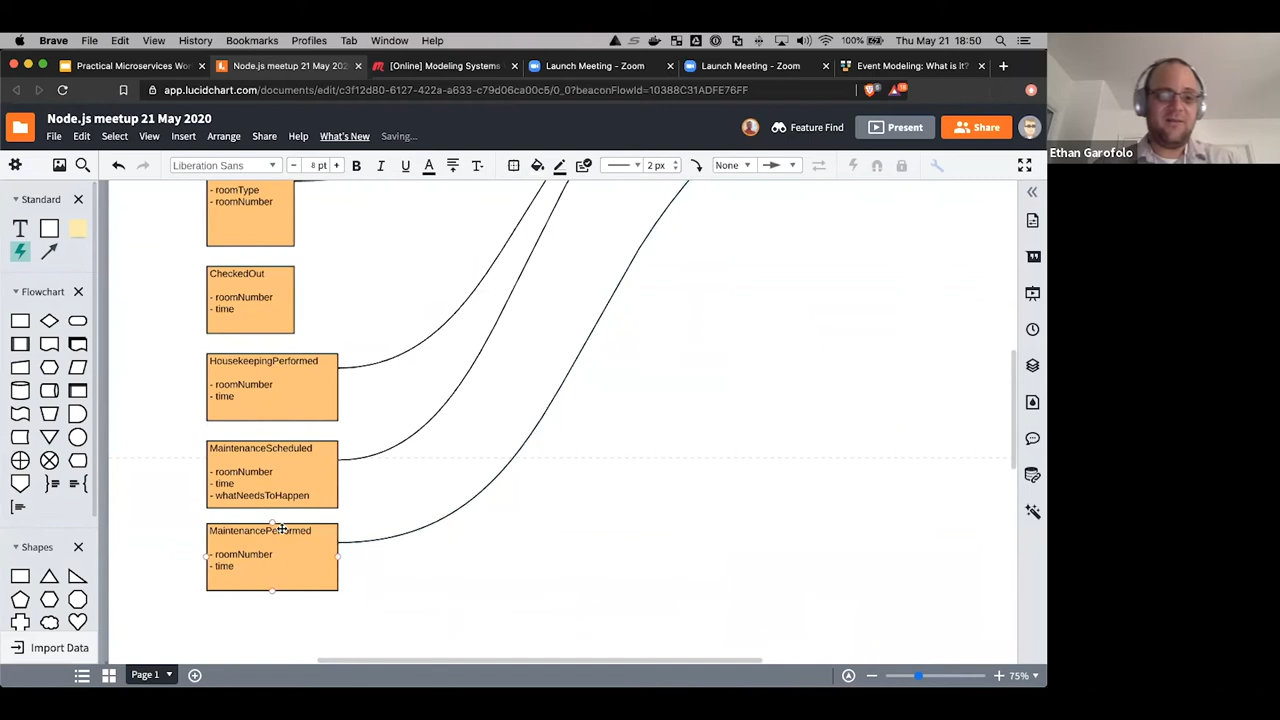 Brave File Edit View History Bookmarks Profiles Tab Window Help 100% Thu May 21 18:50
Practical Microservices Wo
Node.js meetup 21 May 202
[Online] Modeling Systems
Launch Meeting - Zoom
Launch Meeting - Zoom
Event Modeling: What is it?
app.lucidchart.com/documents/edit/c3f12d80-6127-422a-a633-c79d06ca00c5/0_0?beaconFlowId=10388C31ADFE76FF
Node.js meetup 21 May 2020
File Edit Select View Insert Arrange Share Help What's New Saving...
Feature Find
Present
Share
Liberation Sans
8 pt
2 px
None
Standard
Flowchart
Shapes
Import Data
- roomType
- roomNumber
CheckedOut
- roomNumber
- time
HousekeepingPerformed
- roomNumber
- time
MaintenanceScheduled
- roomNumber
- time
- whatNeedsToHappen
MaintenancePerformed
- roomNumber
- time
Page 1
75%
Ethan Garofolo